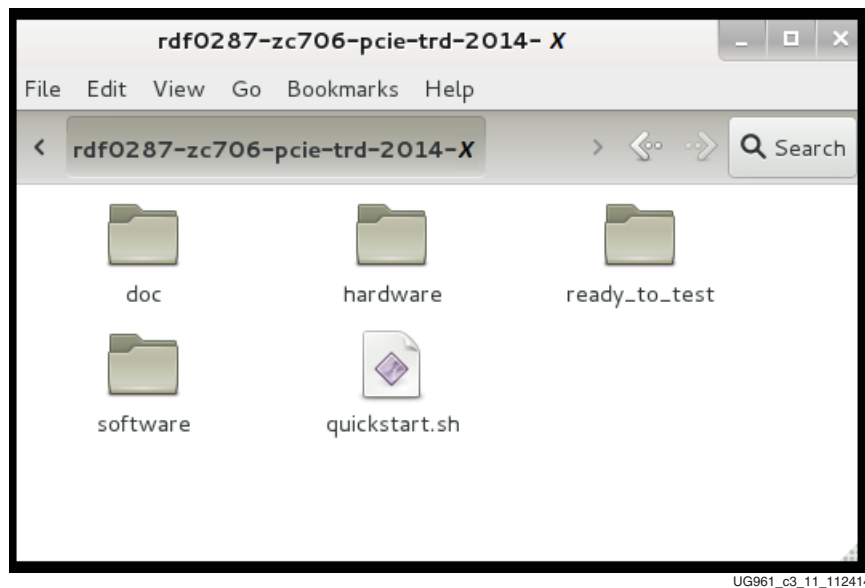 rdf0287-zc706-pcie-trd-2014- X
File Edit View Go Bookmarks Help
rdf0287-zc706-pcie-trd-2014-X
Search
doc hardware ready_to_test
software quickstart.sh
UG961_c3_11_11241